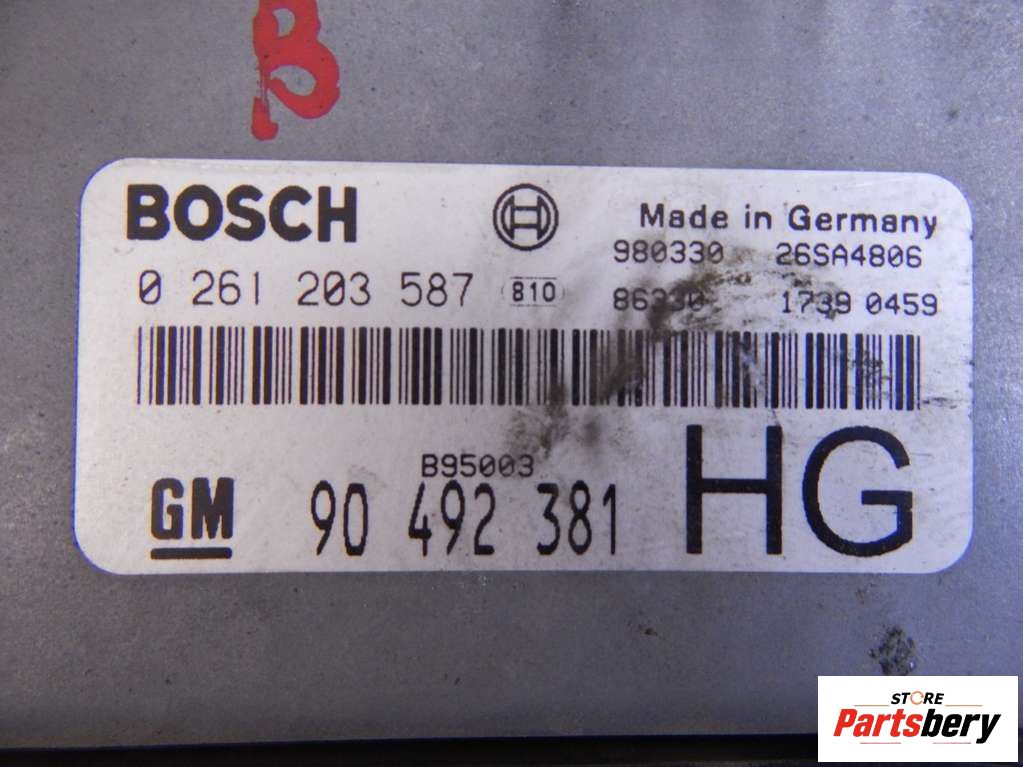 B
BOSCH
Made in Germany
980330 26SA4806
0 261 203 587 810
86330 1739 0459
B95003
GM 90 492 381 HG
STORE
Partsbery